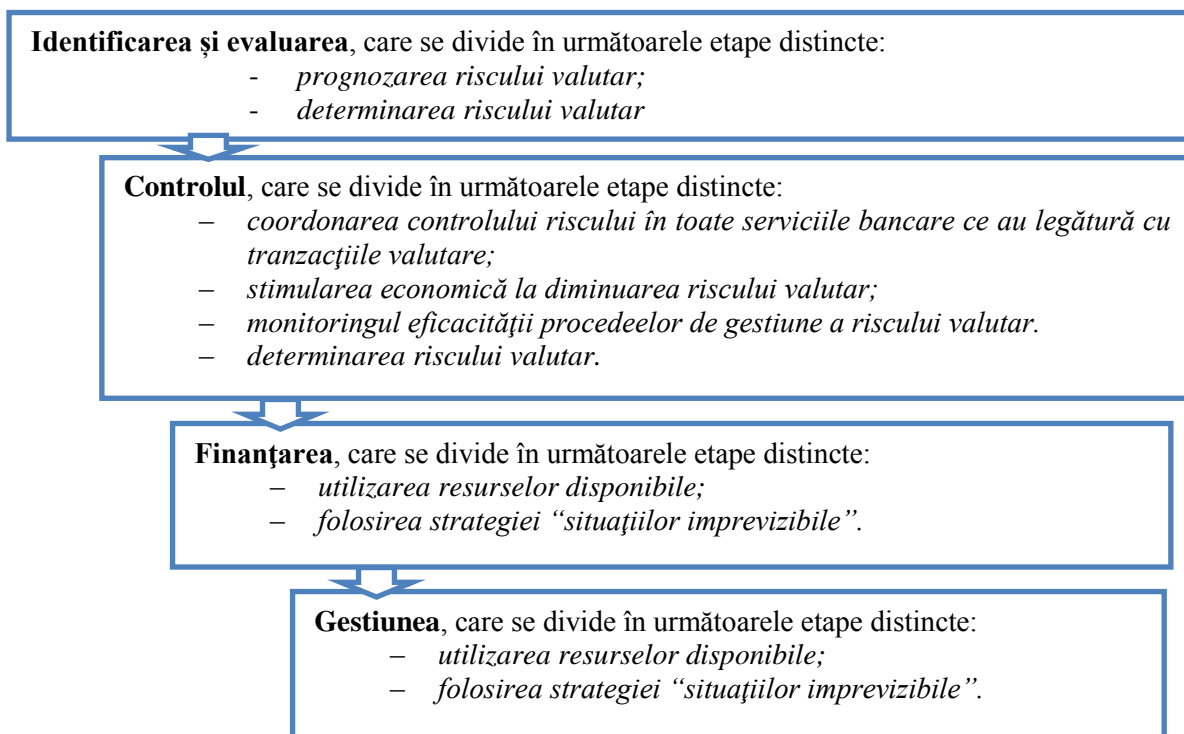 Identificarea și evaluarea, care se divide în următoarele etape distincte:
- prognozarea riscului valutar;
- determinarea riscului valutar
Controlul, care se divide în următoarele etape distincte:
– coordonarea controlului riscului în toate serviciile bancare ce au legătură cu
tranzacţiile valutare;
– stimularea economică la diminuarea riscului valutar;
– monitoringul eficacităţii procedeelor de gestiune a riscului valutar.
– determinarea riscului valutar.
Finanţarea, care se divide în următoarele etape distincte:
– utilizarea resurselor disponibile;
– folosirea strategiei “situaţiilor imprevizibile”.
Gestiunea, care se divide în următoarele etape distincte:
– utilizarea resurselor disponibile;
– folosirea strategiei “situaţiilor imprevizibile”.